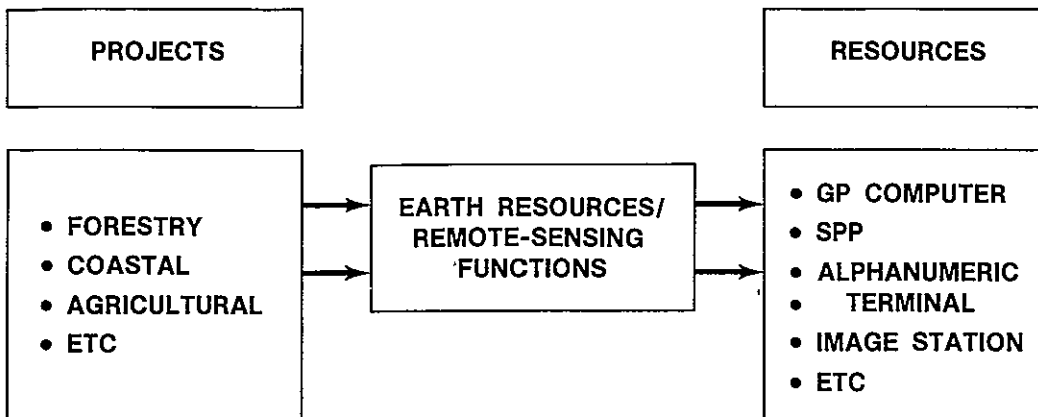 PROJECTS
RESOURCES
• FORESTRY
• COASTAL
• AGRICULTURAL
• ETC
EARTH RESOURCES/
REMOTE-SENSING
FUNCTIONS
• GP COMPUTER
• SPP
• ALPHANUMERIC
• TERMINAL
• IMAGE STATION
• ETC